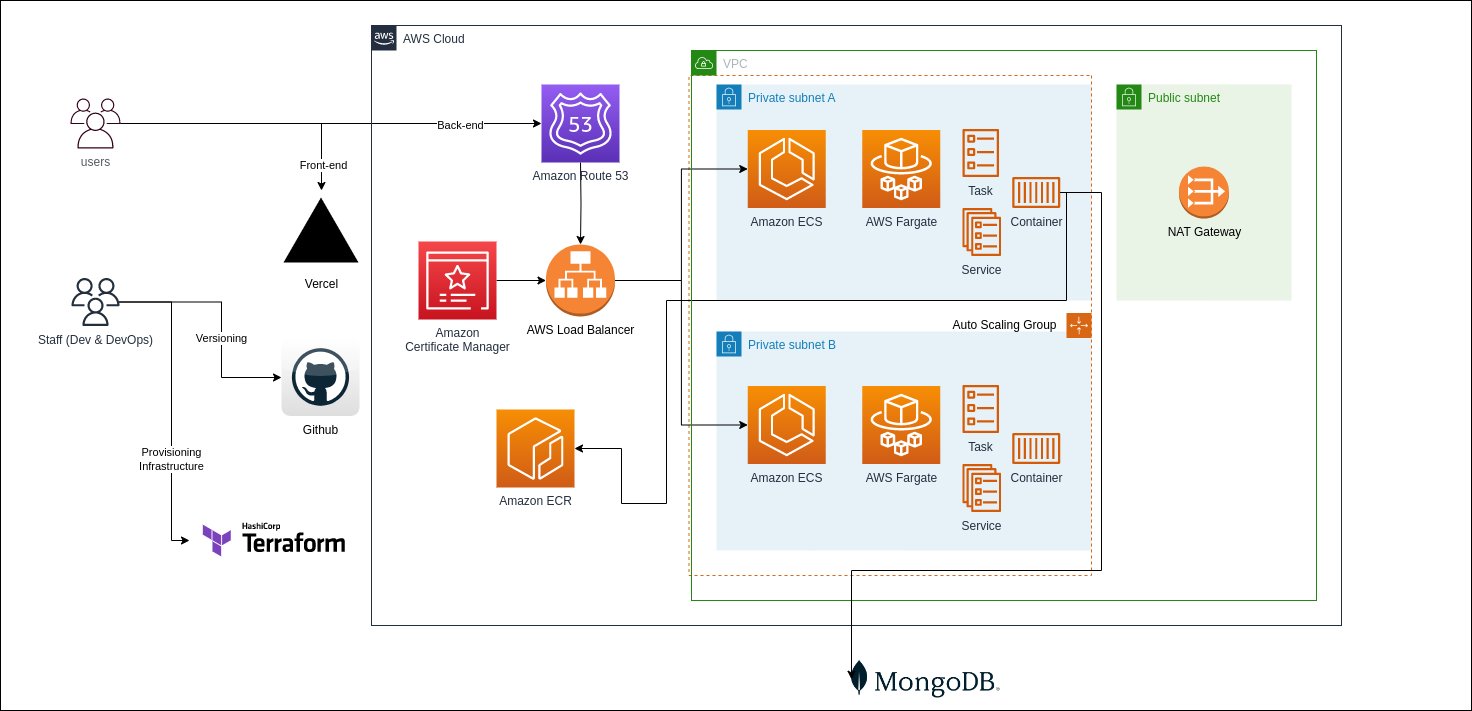 aws
AWS Cloud
VPC
Private subnet A
Public subnet
users
Back-end
53
Amazon Route 53
Front-end
Task
Amazon ECS
AWS Fargate
Container
NAT Gateway
Service
Vercel
Staff (Dev & DevOps)
Versioning
Amazon
Certificate Manager
AWS Load Balancer
Auto Scaling Group
Private subnet B
Github
Task
Amazon ECS
AWS Fargate
Container
Service
Provisioning
Infrastructure
Amazon ECR
HashiCorp
Terraform
MongoDB®